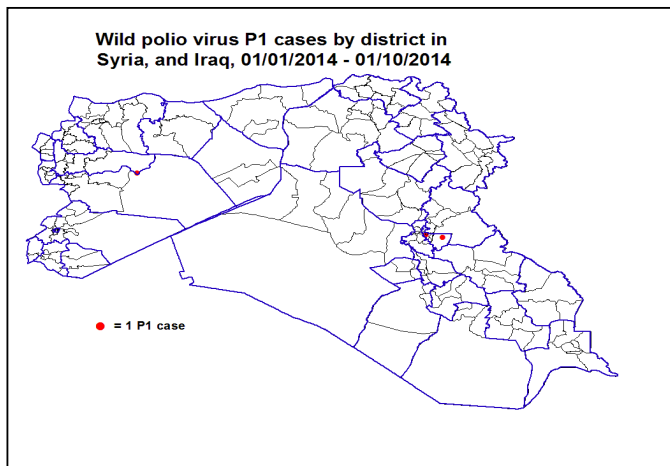 Wild polio virus P1 cases by district in
Syria, and Iraq, 01/01/2014 - 01/10/2014
= 1 P1 case